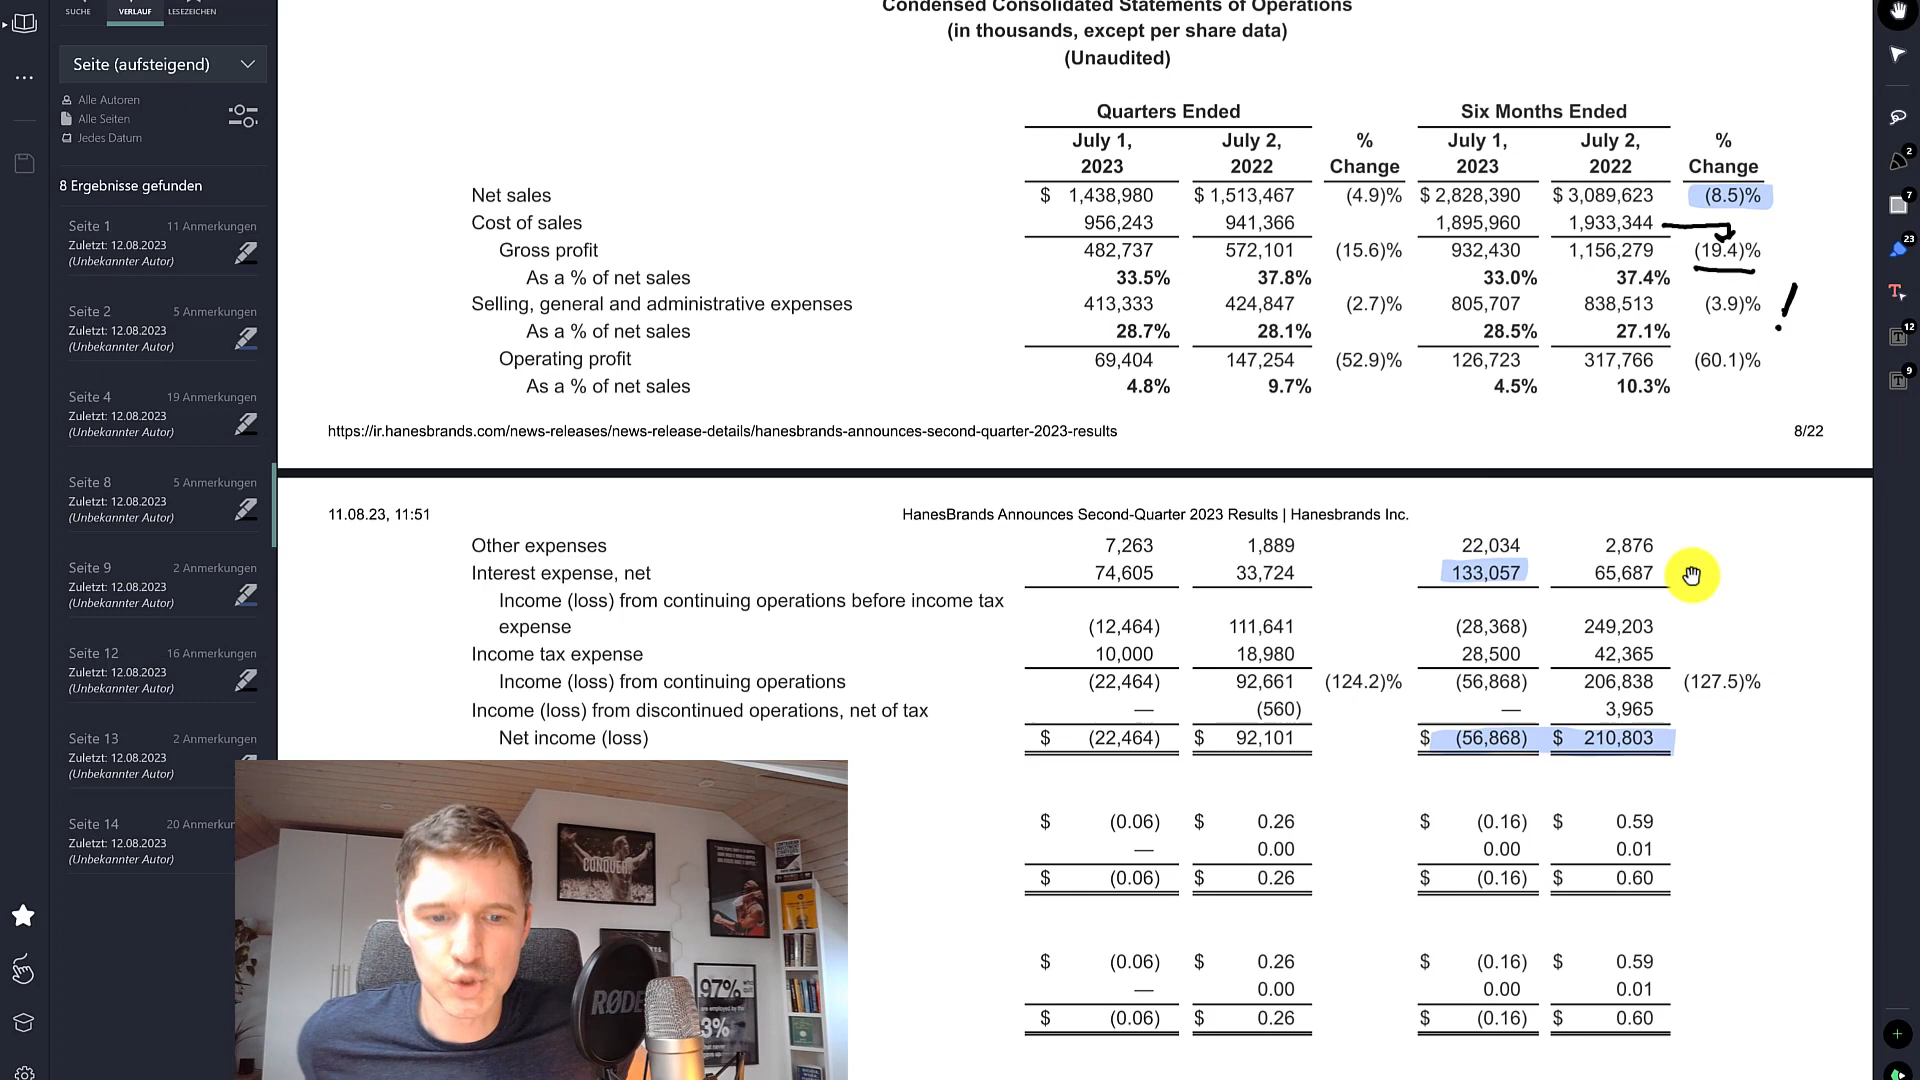 SUCHE VERLAUF LESEZEICHEN
Seite (aufsteigend)
Alle Autoren
Alle Seiten
Jedes Datum
8 Ergebnisse gefunden
Seite 1 11 Anmerkungen
Zuletzt: 12.08.2023
(Unbekannter Autor)
Seite 2 5 Anmerkungen
Zuletzt: 12.08.2023
(Unbekannter Autor)
Seite 4 19 Anmerkungen
Zuletzt: 12.08.2023
(Unbekannter Autor)
Seite 8 5 Anmerkungen
Zuletzt: 12.08.2023
(Unbekannter Autor)
Seite 9 2 Anmerkungen
Zuletzt: 12.08.2023
(Unbekannter Autor)
Seite 12 16 Anmerkungen
Zuletzt: 12.08.2023
(Unbekannter Autor)
Seite 13 2 Anmerkungen
Zuletzt: 12.08.2023
(Unbekannter Autor)
Seite 14 20 Anmerkun
Zuletzt: 12.08.2023
(Unbekannter Autor)
Condensed Consolidated Statements of Operations
(in thousands, except per share data)
(Unaudited)
Quarters Ended Six Months Ended
July 1, July 2, % July 1, July 2, %
2023 2022 Change 2023 2022 Change
Net sales $ 1,438,980 $ 1,513,467 (4.9)% $ 2,828,390 $ 3,089,623 (8.5)%
Cost of sales 956,243 941,366 1,895,960 1,933,344
Gross profit 482,737 572,101 (15.6)% 932,430 1,156,279 (19.4)%
As a % of net sales 33.5% 37.8% 33.0% 37.4%
Selling, general and administrative expenses 413,333 424,847 (2.7)% 805,707 838,513 (3.9)% !
As a % of net sales 28.7% 28.1% 28.5% 27.1%
Operating profit 69,404 147,254 (52.9)% 126,723 317,766 (60.1)%
As a % of net sales 4.8% 9.7% 4.5% 10.3%
https://ir.hanesbrands.com/news-releases/news-release-details/hanesbrands-announces-second-quarter-2023-results 8/22
11.08.23, 11:51 HanesBrands Announces Second-Quarter 2023 Results | Hanesbrands Inc.
Other expenses 7,263 1,889 22,034 2,876
Interest expense, net 74,605 33,724 133,057 65,687
Income (loss) from continuing operations before income tax
expense (12,464) 111,641 (28,368) 249,203
Income tax expense 10,000 18,980 28,500 42,365
Income (loss) from continuing operations (22,464) 92,661 (124.2)% (56,868) 206,838 (127.5)%
Income (loss) from discontinued operations, net of tax — (560) — 3,965
Net income (loss) $ (22,464) $ 92,101 $ (56,868) $ 210,803
$ (0.06) $ 0.26 $ (0.16) $ 0.59
— 0.00 0.00 0.01
$ (0.06) $ 0.26 $ (0.16) $ 0.60
$ (0.06) $ 0.26 $ (0.16) $ 0.59
— 0.00 0.00 0.01
$ (0.06) $ 0.26 $ (0.16) $ 0.60
2
7
23
12
9
CONQUER
RØDE
97%
3%